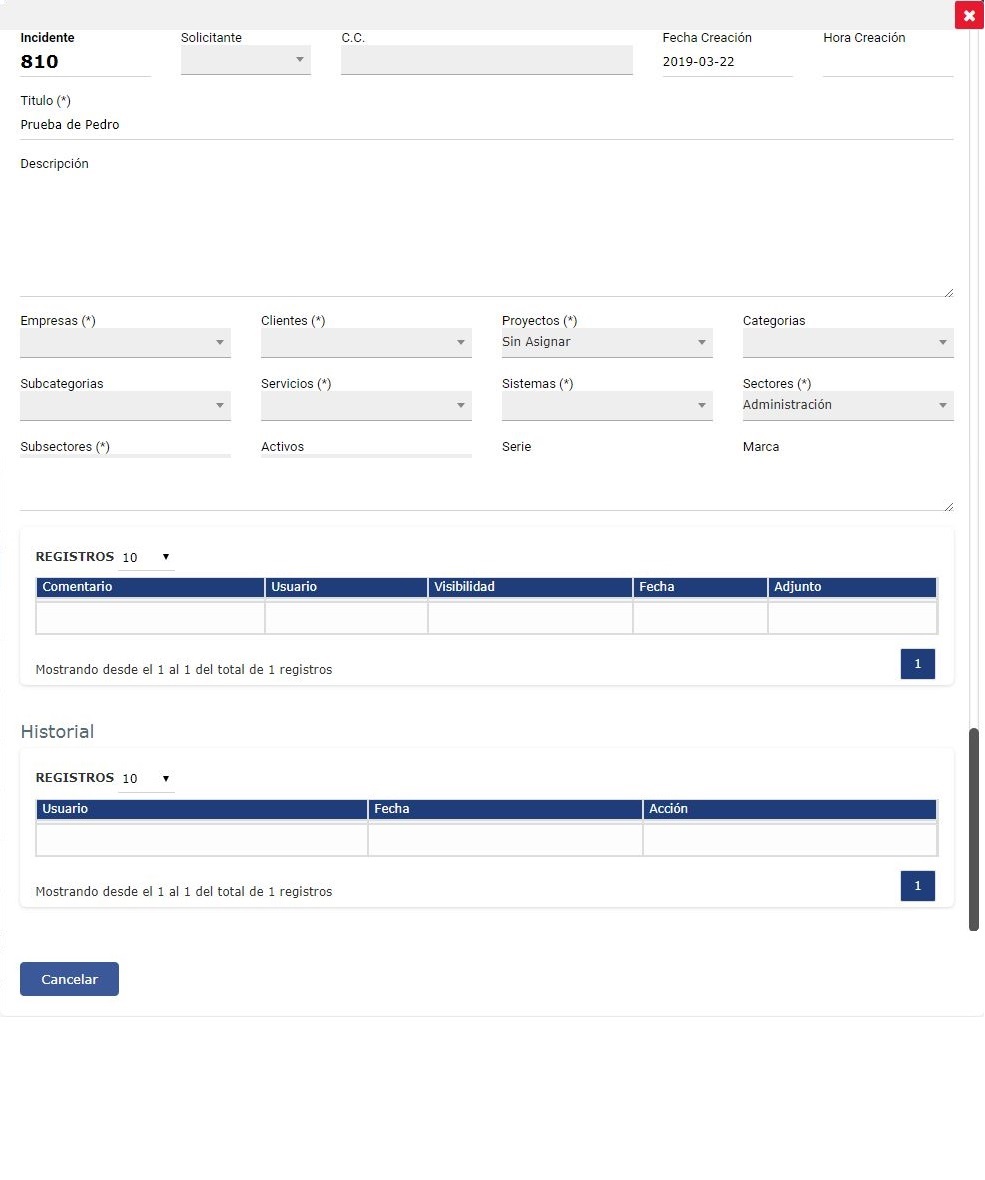 Incidente Solicitante C.C. Fecha Creación Hora Creación
810 2019-03-22
Titulo (*)
Prueba de Pedro
Descripción
Empresas (*) Clientes (*) Proyectos (*) Categorias
Sin Asignar
Subcategorias Servicios (*) Sistemas (*) Sectores (*)
Administración
Subsectores (*) Activos Serie Marca
REGISTROS 10
Comentario Usuario Visibilidad Fecha Adjunto
Mostrando desde el 1 al 1 del total de 1 registros 1
Historial
REGISTROS 10
Usuario Fecha Acción
Mostrando desde el 1 al 1 del total de 1 registros 1
Cancelar